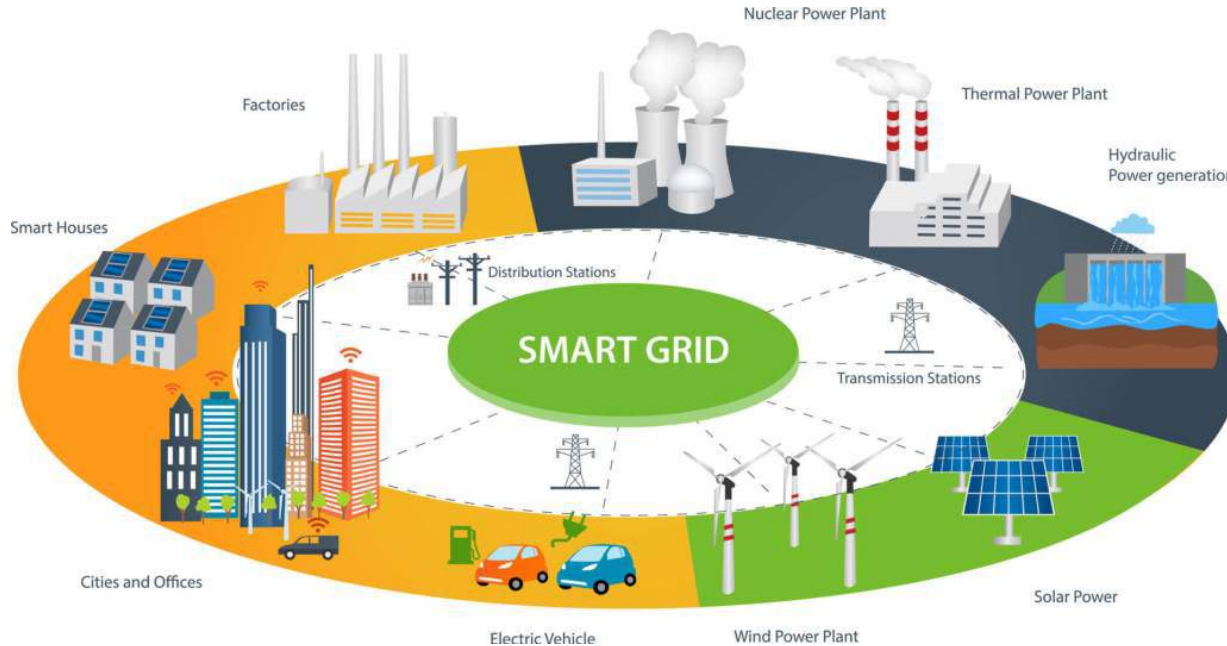 Nuclear Power Plant
Factories
Thermal Power Plant
Hydraulic
Power generation
Smart Houses
Distribution Stations
SMART GRID
Transmission Stations
Cities and Offices
Solar Power
Electric Vehicle
Wind Power Plant